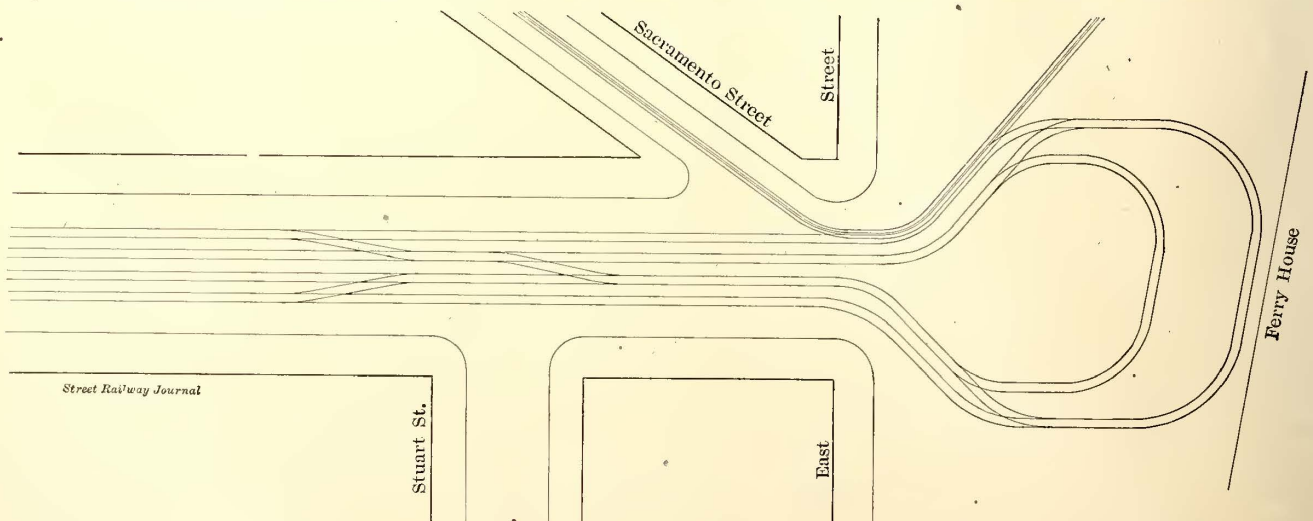 Sacramento Street
Street
Ferry House
Street Railway Journal
Stuart St.
East